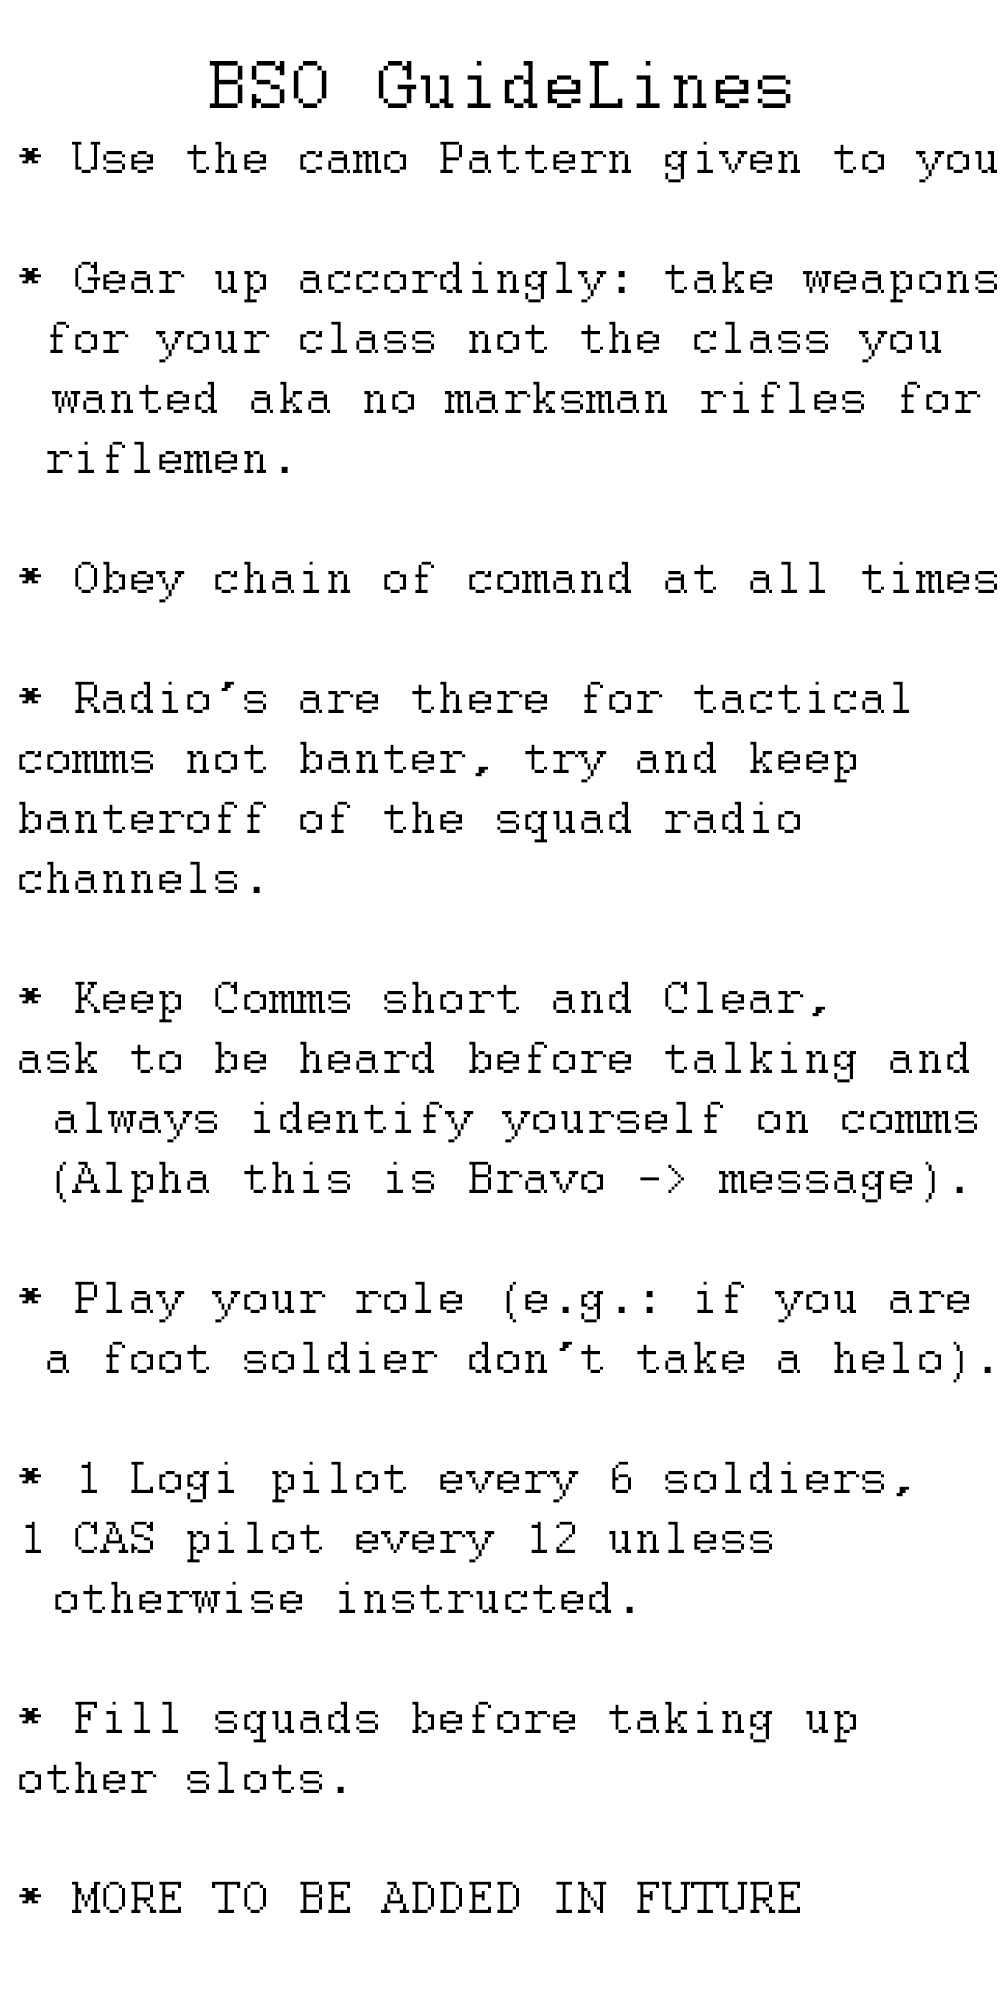 BSO GuideLines
* Use the camo Pattern given to you
* Gear up accordingly: take weapons
for your class not the class you
wanted aka no marksman rifles for
riflemen.
* Obey chain of comand at all times
* Radio's are there for tactical
comms not banter, try and keep
banteroff of the squad radio
channels.
* Keep Comms short and Clear,
ask to be heard before talking and
always identify yourself on comms
(Alpha this is Bravo -> message).
* Play your role (e.g.: if you are
a foot soldier don't take a helo).
* 1 Logi pilot every 6 soldiers,
1 CAS pilot every 12 unless
otherwise instructed.
* Fill squads before taking up
other slots.
* MORE TO BE ADDED IN FUTURE